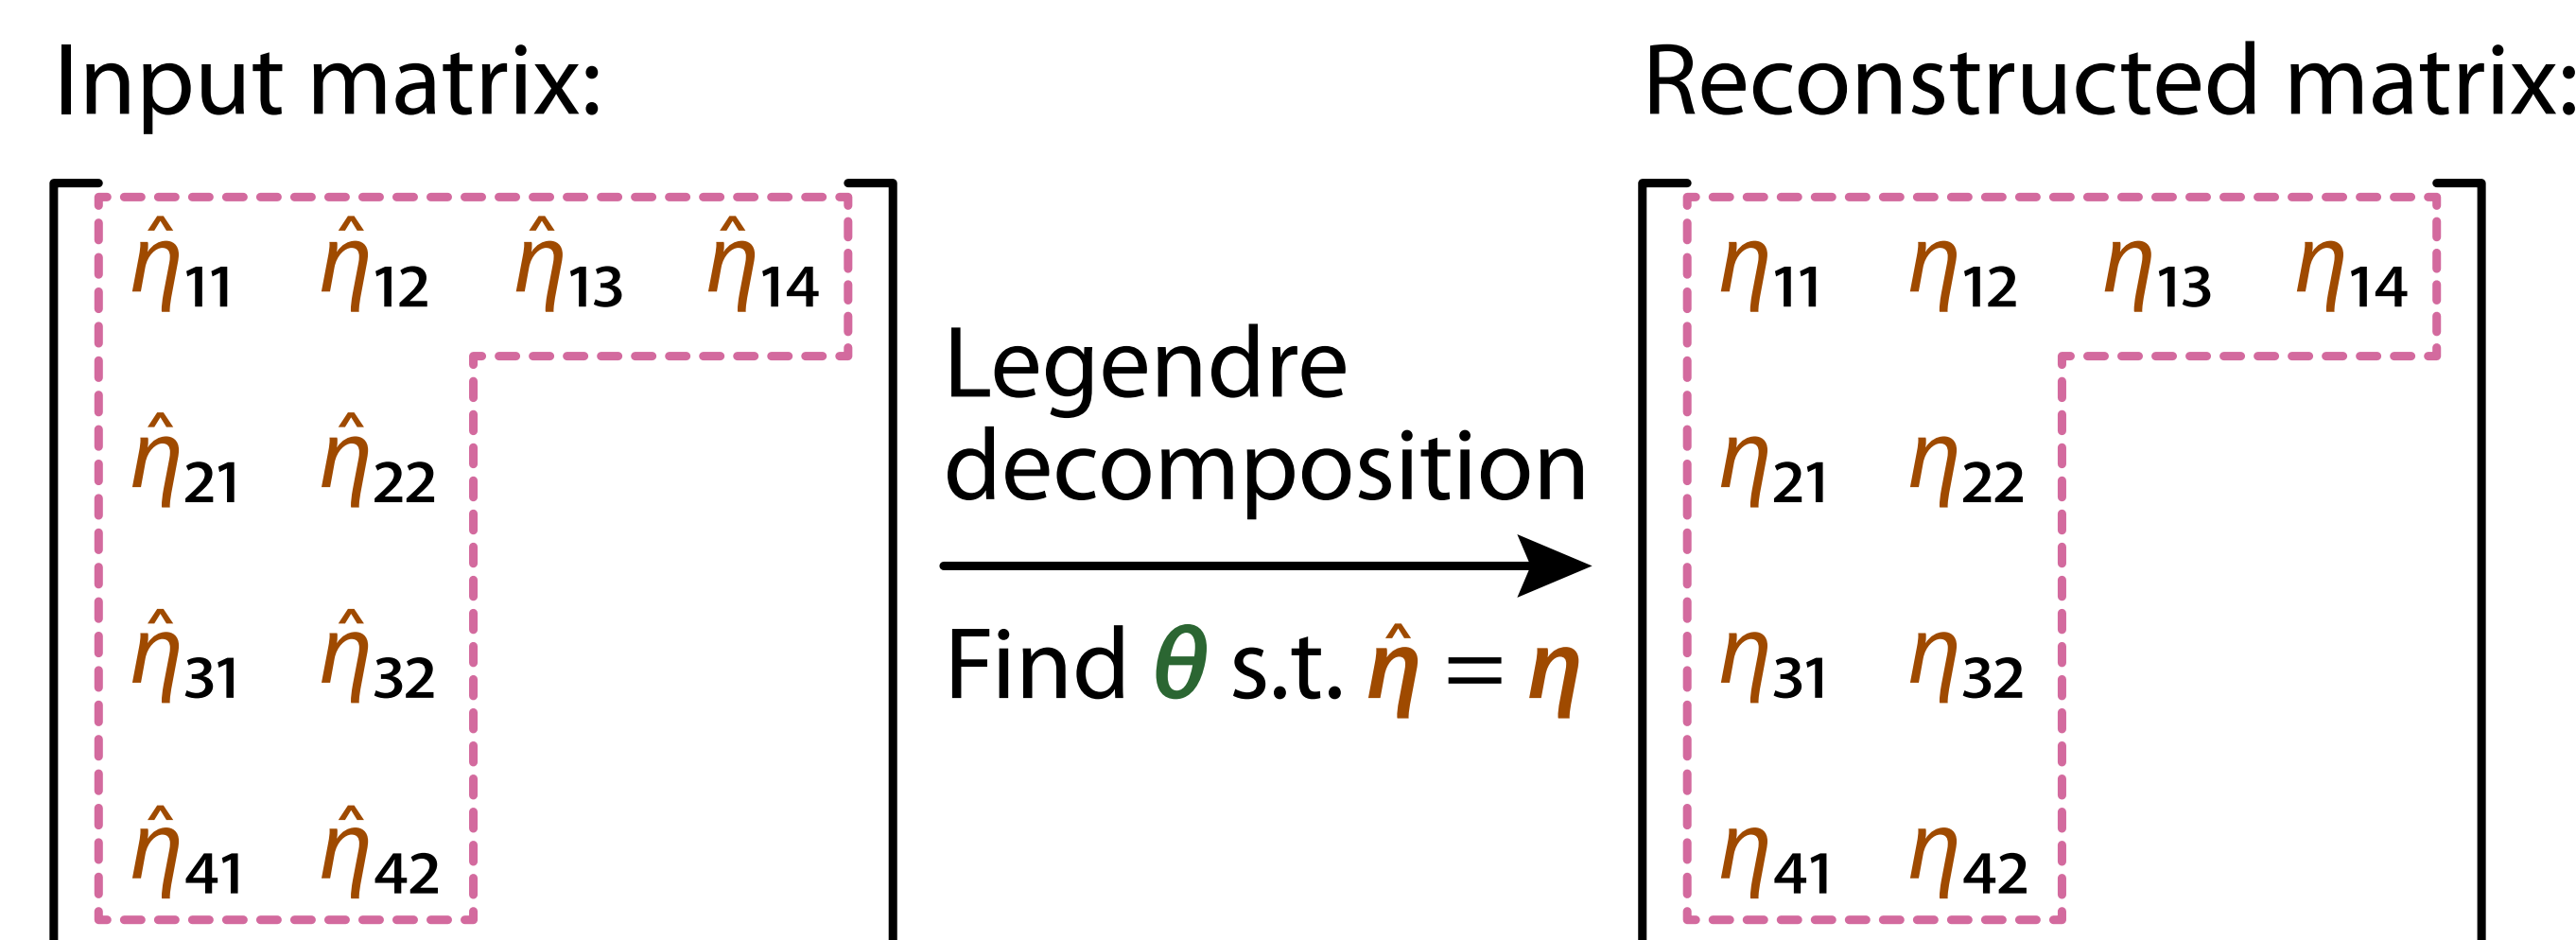 Input matrix:
Reconstructed matrix:
η̂11 η̂12 η̂13 η̂14
η̂21 η̂22
η̂31 η̂32
η̂41 η̂42
Legendre
decomposition
Find θ s.t. η̂ = η
η11 η12 η13 η14
η21 η22
η31 η32
η41 η42